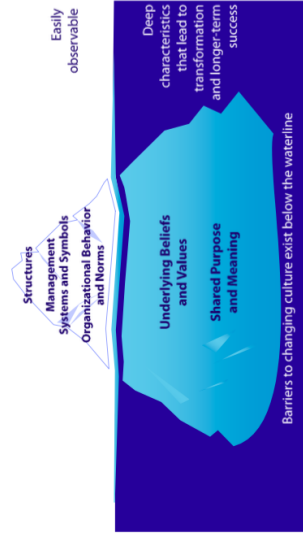 Structures
Management
Systems and Symbols
Organizational Behavior
and Norms
Easily
observable
Underlying Beliefs
and Values
Shared Purpose
and Meaning
Deep
characteristics
that lead to
transformation
and longer-term
success
Barriers to changing culture exist below the waterline